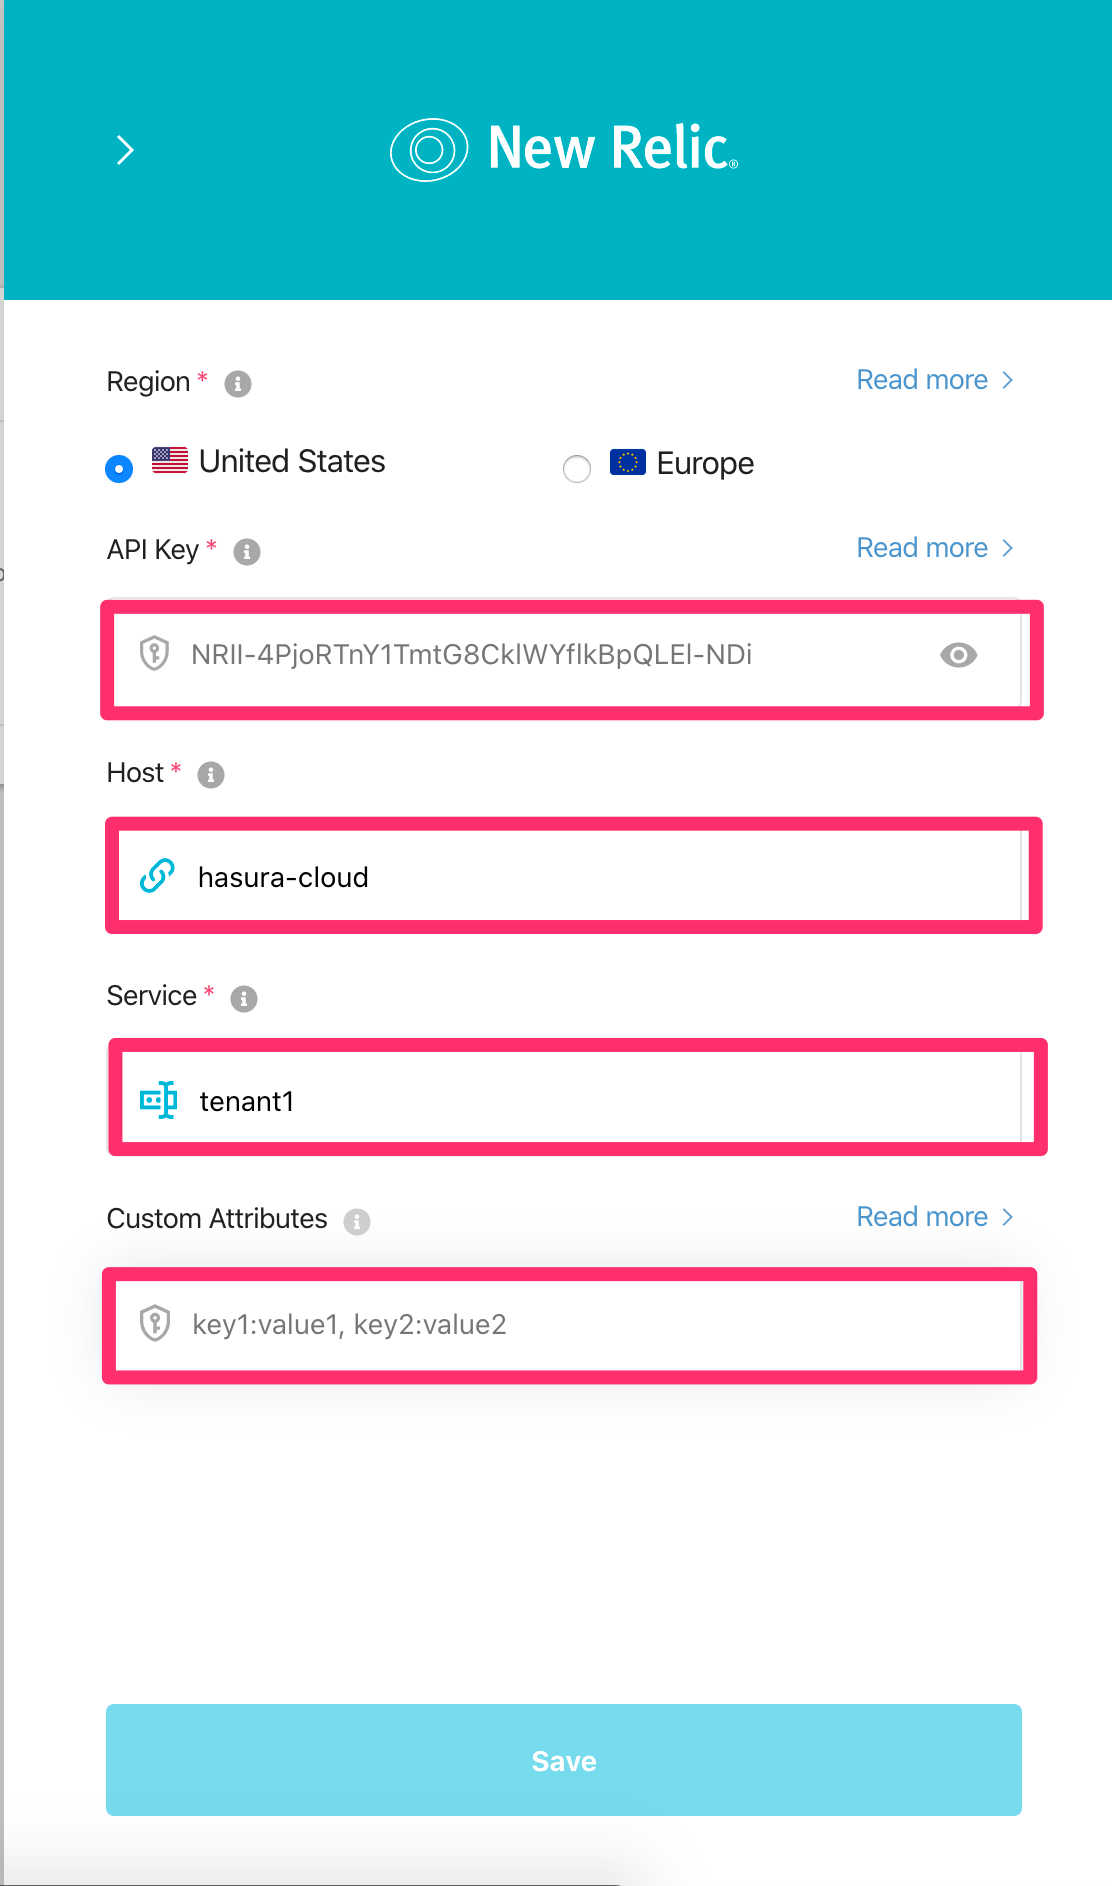 New Relic®
Region * Read more
United States Europe
API Key * Read more
NRII-4PjoRTnY1TmtG8CklWYflkBpQLEl-NDi
Host *
hasura-cloud
Service *
tenant1
Custom Attributes Read more
key1:value1, key2:value2
Save